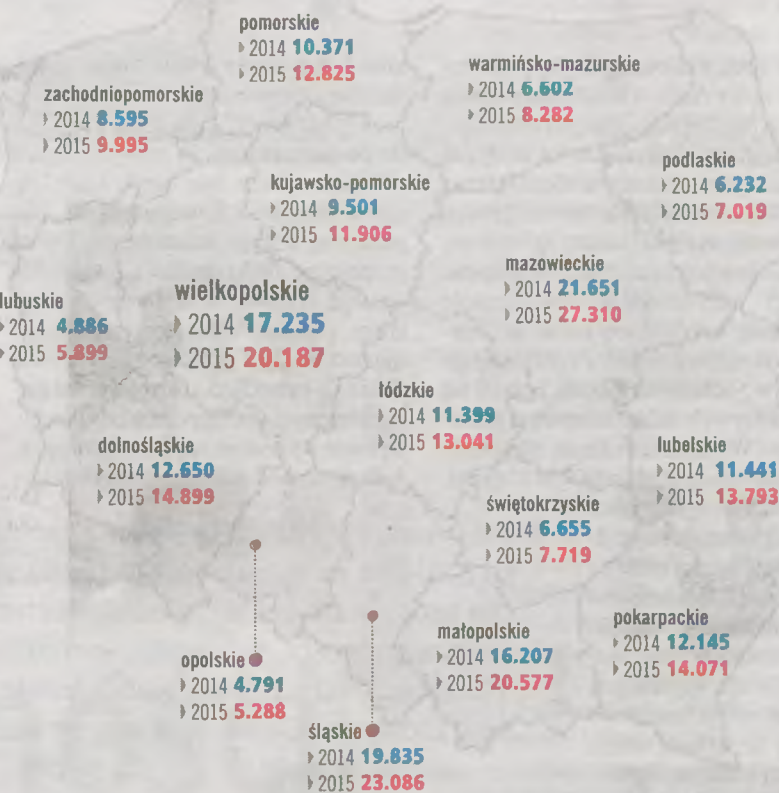 pomorskie
2014 10.371
2015 12.825
warmińsko-mazurskie
2014 6.602
2015 8.282
zachodniopomorskie
2014 8.595
2015 9.995
podlaskie
2014 6.232
2015 7.019
kujawsko-pomorskie
2014 9.501
2015 11.906
mazowieckie
2014 21.651
2015 27.310
lubuskie
2014 4.886
2015 5.899
wielkopolskie
2014 17.235
2015 20.187
łódzkie
2014 11.399
2015 13.041
dolnośląskie
2014 12.650
2015 14.899
lubelskie
2014 11.441
2015 13.793
świętokrzyskie
2014 6.655
2015 7.719
pokarpackie
2014 12.145
2015 14.071
małopolskie
2014 16.207
2015 20.577
opolskie
2014 4.791
2015 5.288
śląskie
2014 19.835
2015 23.086